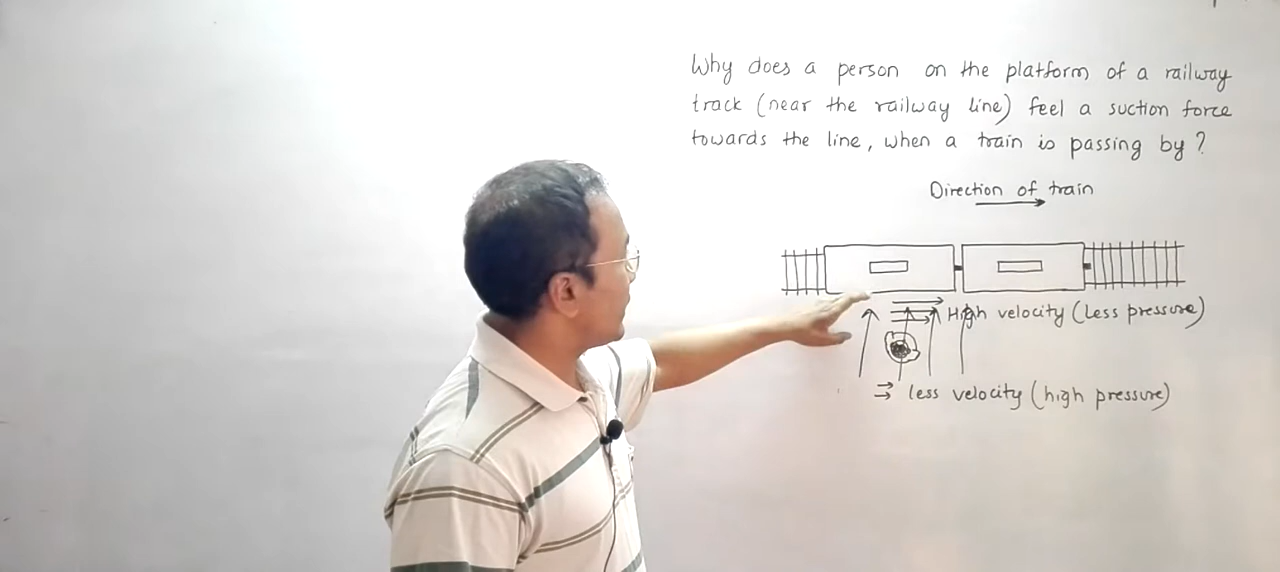 Why does a person on the platform of a railway
track (near the railway line) feel a suction force
towards the line, when a train is passing by?
Direction of train
High velocity (less pressure)
less velocity (high pressure)